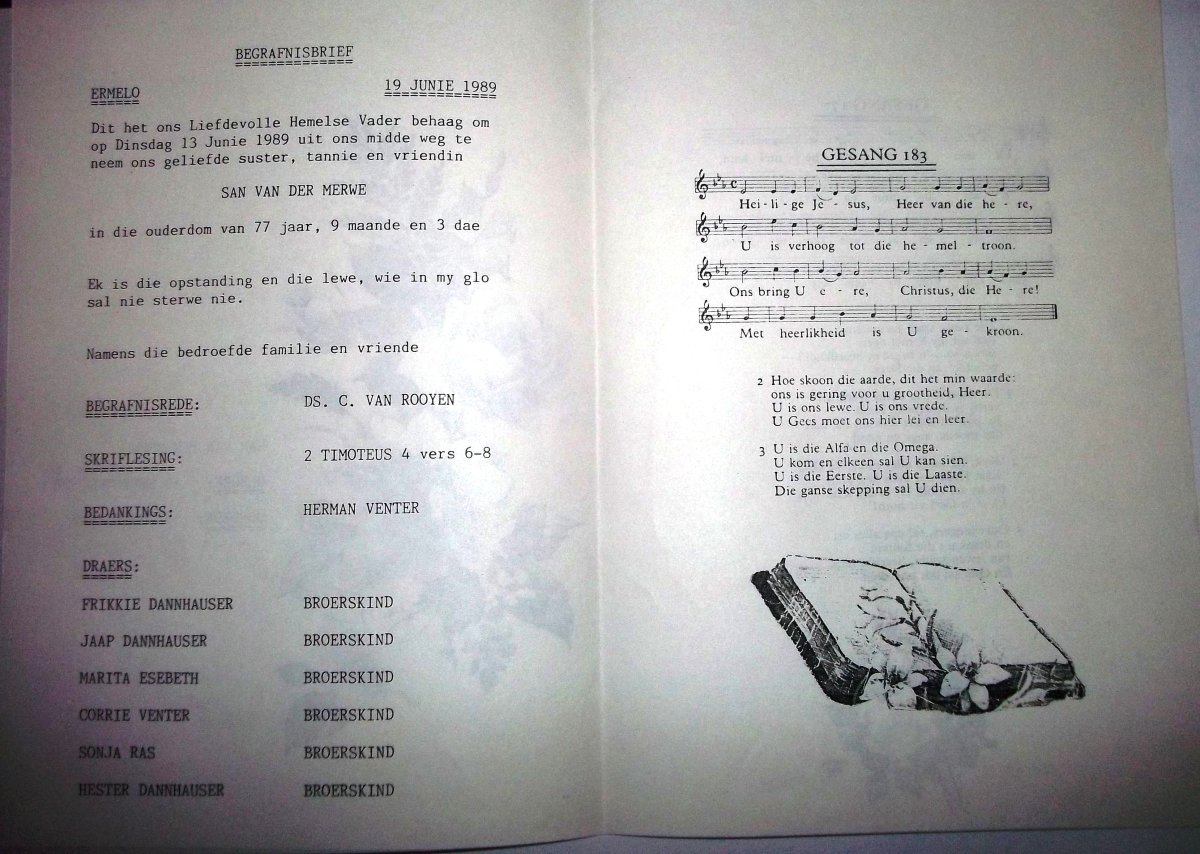 BEGRAFNISBRIEF
ERMELO 19 JUNIE 1989
Dit het ons Liefdevolle Hemelse Vader behaag om
op Dinsdag 13 Junie 1989 uit ons midde weg te
neem ons geliefde suster, tannie en vriendin
SAN VAN DER MERWE
in die ouderdom van 77 jaar, 9 maande en 3 dae
Ek is die opstanding en die lewe, wie in my glo
sal nie sterwe nie.
Namens die bedroefde familie en vriende
BEGRAFNISREDE: DS. C. VAN ROOYEN
SKRIFLESING: 2 TIMOTEUS 4 vers 6-8
BEDANKINGS: HERMAN VENTER
DRAERS:
FRIKKIE DANNHAUSER BROERSKIND
JAAP DANNHAUSER BROERSKIND
MARITA ESEBETH BROERSKIND
CORRIE VENTER BROERSKIND
SONJA RAS BROERSKIND
HESTER DANNHAUSER BROERSKIND
GESANG 183
Hei - li - ge Je - sus, Heer van die he - re,
U is verhoog tot die he - mel - troon.
Ons bring U e - re, Christus, die He - re!
Met heerlikheid is U ge - kroon.
2 Hoe skoon die aarde, dit het min waarde:
ons is gering voor u grootheid, Heer.
U is ons lewe. U is ons vrede.
U Gees moet ons hier lei en leer.
3 U is die Alfa en die Omega.
U kom en elkeen sal U kan sien.
U is die Eerste. U is die Laaste.
Die ganse skepping sal U dien.